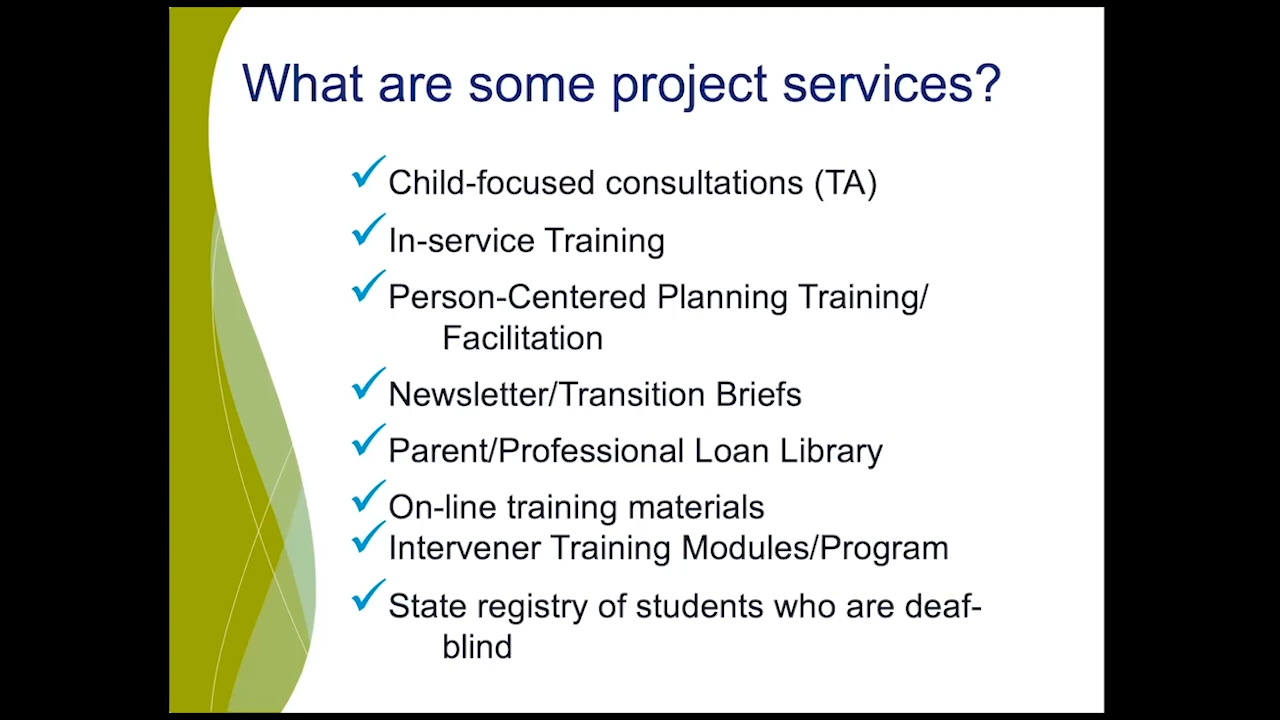 What are some project services?
✓Child-focused consultations (TA)
✓In-service Training
✓Person-Centered Planning Training/
Facilitation
✓Newsletter/Transition Briefs
✓Parent/Professional Loan Library
✓On-line training materials
✓Intervener Training Modules/Program
✓State registry of students who are deaf-
blind